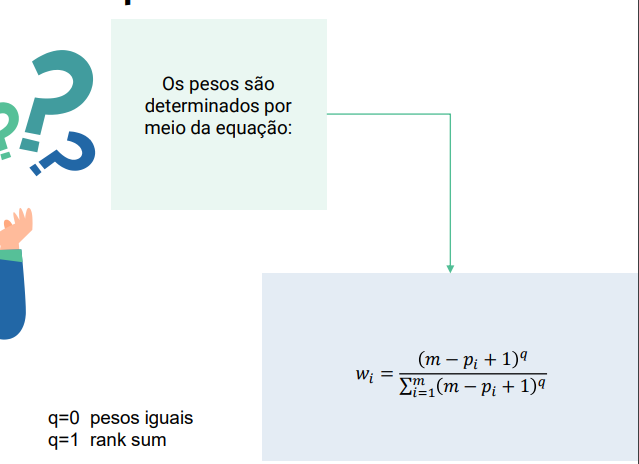 Os pesos são
determinados por
meio da equação:
w_i = (m − p_i + 1)^q / ∑_{i=1}^{m} (m − p_i + 1)^q
q=0 pesos iguais
q=1 rank sum